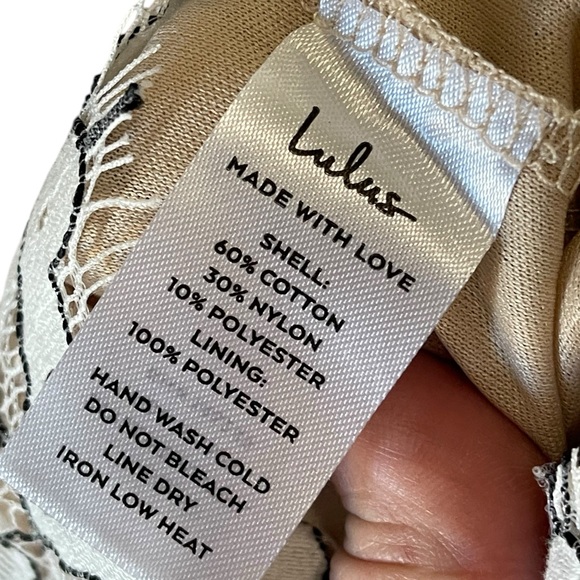 Lulus
MADE WITH LOVE
SHELL:
60% COTTON
30% NYLON
10% POLYESTER
LINING:
100% POLYESTER
HAND WASH COLD
DO NOT BLEACH
LINE DRY
IRON LOW HEAT